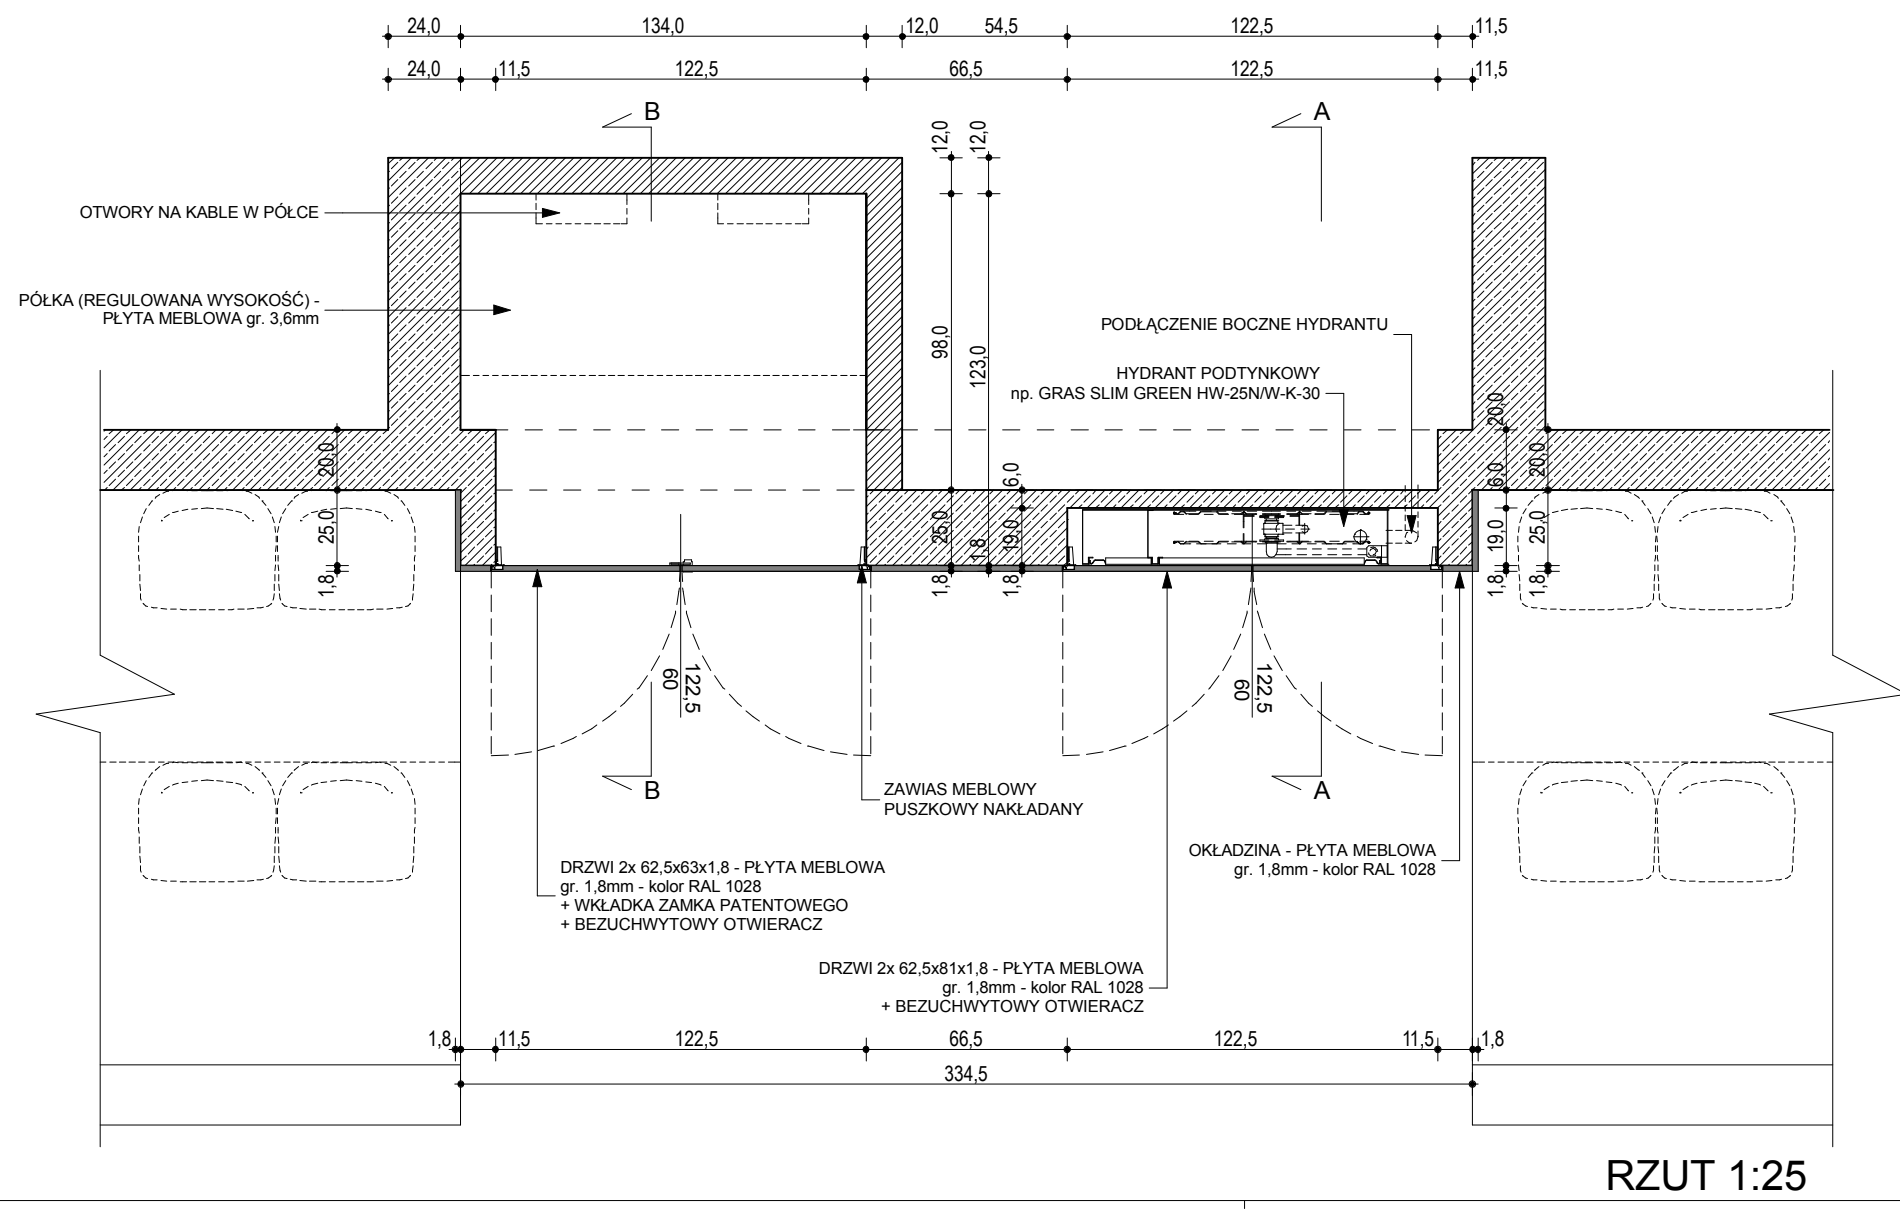 24,0 134,0 12,0 54,5 122,5 11,5
24,0 11,5 122,5 66,5 122,5 11,5
B
A
12,0
12,0
OTWORY NA KABLE W PÓŁCE
PÓŁKA (REGULOWANA WYSOKOŚĆ) -
PŁYTA MEBLOWA gr. 3,6mm
98,0
123,0
PODŁĄCZENIE BOCZNE HYDRANTU
HYDRANT PODTYNKOWY
np. GRAS SLIM GREEN HW-25N/W-K-30
20,0
20,0
6,0
6,0
20,0
25,0
25,0
1,8
19,0
19,0
25,0
1,8
1,8
1,8
1,8
1,8
122,5
60
122,5
60
B
A
ZAWIAS MEBLOWY
PUSZKOWY NAKŁADANY
DRZWI 2x 62,5x63x1,8 - PŁYTA MEBLOWA
gr. 1,8mm - kolor RAL 1028
+ WKŁADKA ZAMKA PATENTOWEGO
+ BEZUCHWYTOWY OTWIERACZ
OKŁADZINA - PŁYTA MEBLOWA
gr. 1,8mm - kolor RAL 1028
DRZWI 2x 62,5x81x1,8 - PŁYTA MEBLOWA
gr. 1,8mm - kolor RAL 1028
+ BEZUCHWYTOWY OTWIERACZ
1,8 11,5 122,5 66,5 122,5 11,5 1,8
334,5
RZUT 1:25